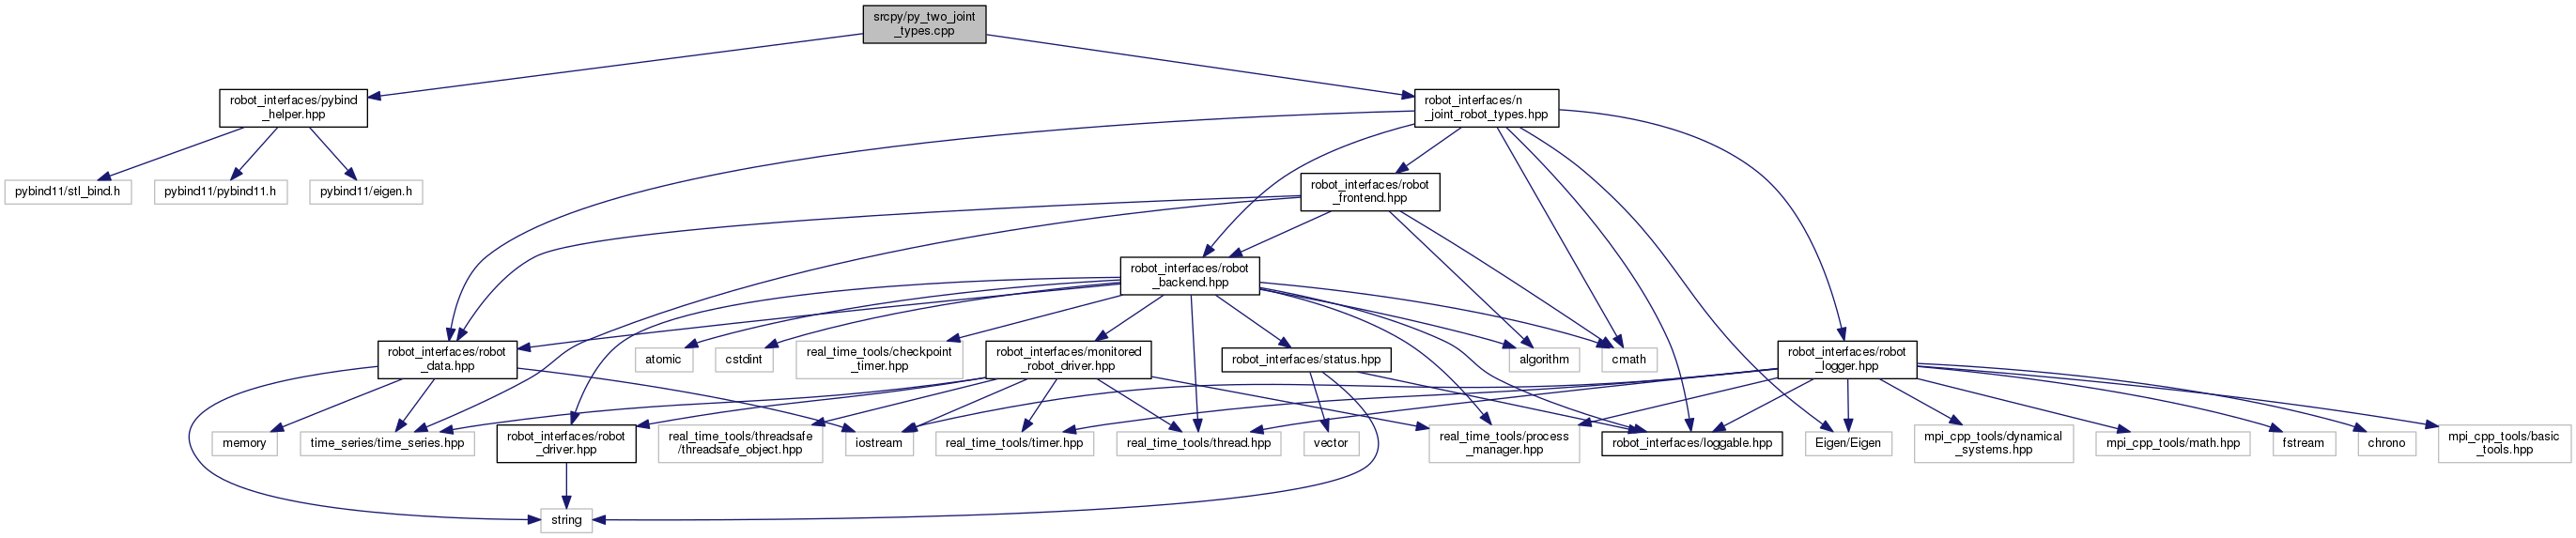 srcpy/py_two_joint
_types.cpp
robot_interfaces/pybind
_helper.hpp
robot_interfaces/n
_joint_robot_types.hpp
pybind11/stl_bind.h
pybind11/pybind11.h
pybind11/eigen.h
robot_interfaces/robot
_frontend.hpp
robot_interfaces/robot
_backend.hpp
robot_interfaces/robot
_data.hpp
atomic
cstdint
real_time_tools/checkpoint
_timer.hpp
robot_interfaces/monitored
_robot_driver.hpp
robot_interfaces/status.hpp
algorithm
cmath
robot_interfaces/robot
_logger.hpp
memory
time_series/time_series.hpp
robot_interfaces/robot
_driver.hpp
real_time_tools/threadsafe
/threadsafe_object.hpp
iostream
real_time_tools/timer.hpp
real_time_tools/thread.hpp
vector
real_time_tools/process
_manager.hpp
robot_interfaces/loggable.hpp
Eigen/Eigen
mpi_cpp_tools/dynamical
_systems.hpp
mpi_cpp_tools/math.hpp
fstream
chrono
mpi_cpp_tools/basic
_tools.hpp
string